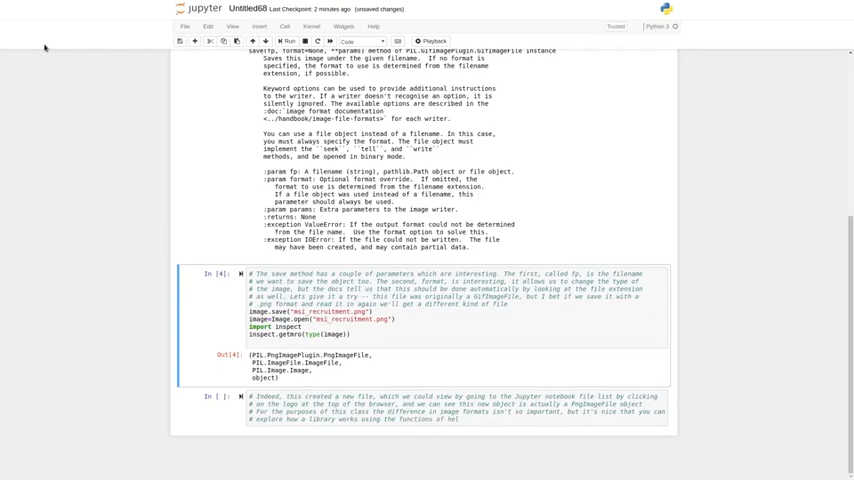 jupyter Untitled68 Last Checkpoint: 2 minutes ago (unsaved changes)
File Edit View Insert Cell Kernel Widgets Help Trusted Python 3
Run Code Playback
save(fp, format=None, **params) method of PIL.GifImagePlugin.GifImageFile instance
Saves this image under the given filename. If no format is
specified, the format to use is determined from the filename
extension, if possible.
Keyword options can be used to provide additional instructions
to the writer. If a writer doesn't recognise an option, it is
silently ignored. The available options are described in the
:doc:`image format documentation
<../handbook/image-file-formats>` for each writer.
You can use a file object instead of a filename. In this case,
you must always specify the format. The file object must
implement the ``seek``, ``tell``, and ``write``
methods, and be opened in binary mode.
:param fp: A filename (string), pathlib.Path object or file object.
:param format: Optional format override. If omitted, the
format to use is determined from the filename extension.
If a file object was used instead of a filename, this
parameter should always be used.
:param params: Extra parameters to the image writer.
:returns: None
:exception ValueError: If the output format could not be determined
from the file name. Use the format option to solve this.
:exception IOError: If the file could not be written. The file
may have been created, and may contain partial data.
In [4]: # The save method has a couple of parameters which are interesting. The first, called fp, is the filename
# we want to save the object too. The second, format, is interesting, it allows us to change the type of
# the image, but the docs tell us that this should be done automatically by looking at the file extension
# as well. Lets give it a try -- this file was originally a GifImageFile, but I bet if we save it with a
# .png format and read it in again we'll get a different kind of file
image.save("msi_recruitment.png")
image=Image.open("msi_recruitment.png")
import inspect
inspect.getmro(type(image))
Out[4]: (PIL.PngImagePlugin.PngImageFile,
PIL.ImageFile.ImageFile,
PIL.Image.Image,
object)
In [ ]: # Indeed, this created a new file, which we could view by going to the Jupyter notebook file list by clicking
# on the logo at the top of the browser, and we can see this new object is actually a PngImageFile object
# For the purposes of this class the difference in image formats isn't so important, but it's nice that you can
# explore how a library works using the functions of hel